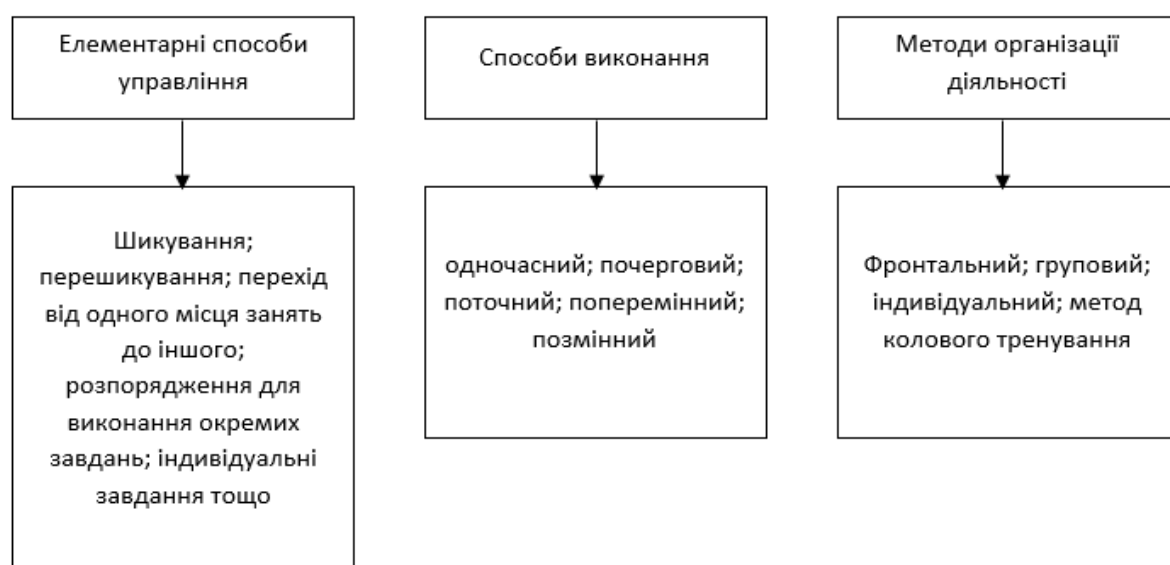 Елементарні способи
управління
Способи виконання
Методи організації
діяльності
Шикування;
перешикування; перехід
від одного місця занять
до іншого;
розпорядження для
виконання окремих
завдань; індивідуальні
завдання тощо
одночасний; почерговий;
поточний; поперемінний;
позмінний
Фронтальний; груповий;
індивідуальний; метод
колового тренування